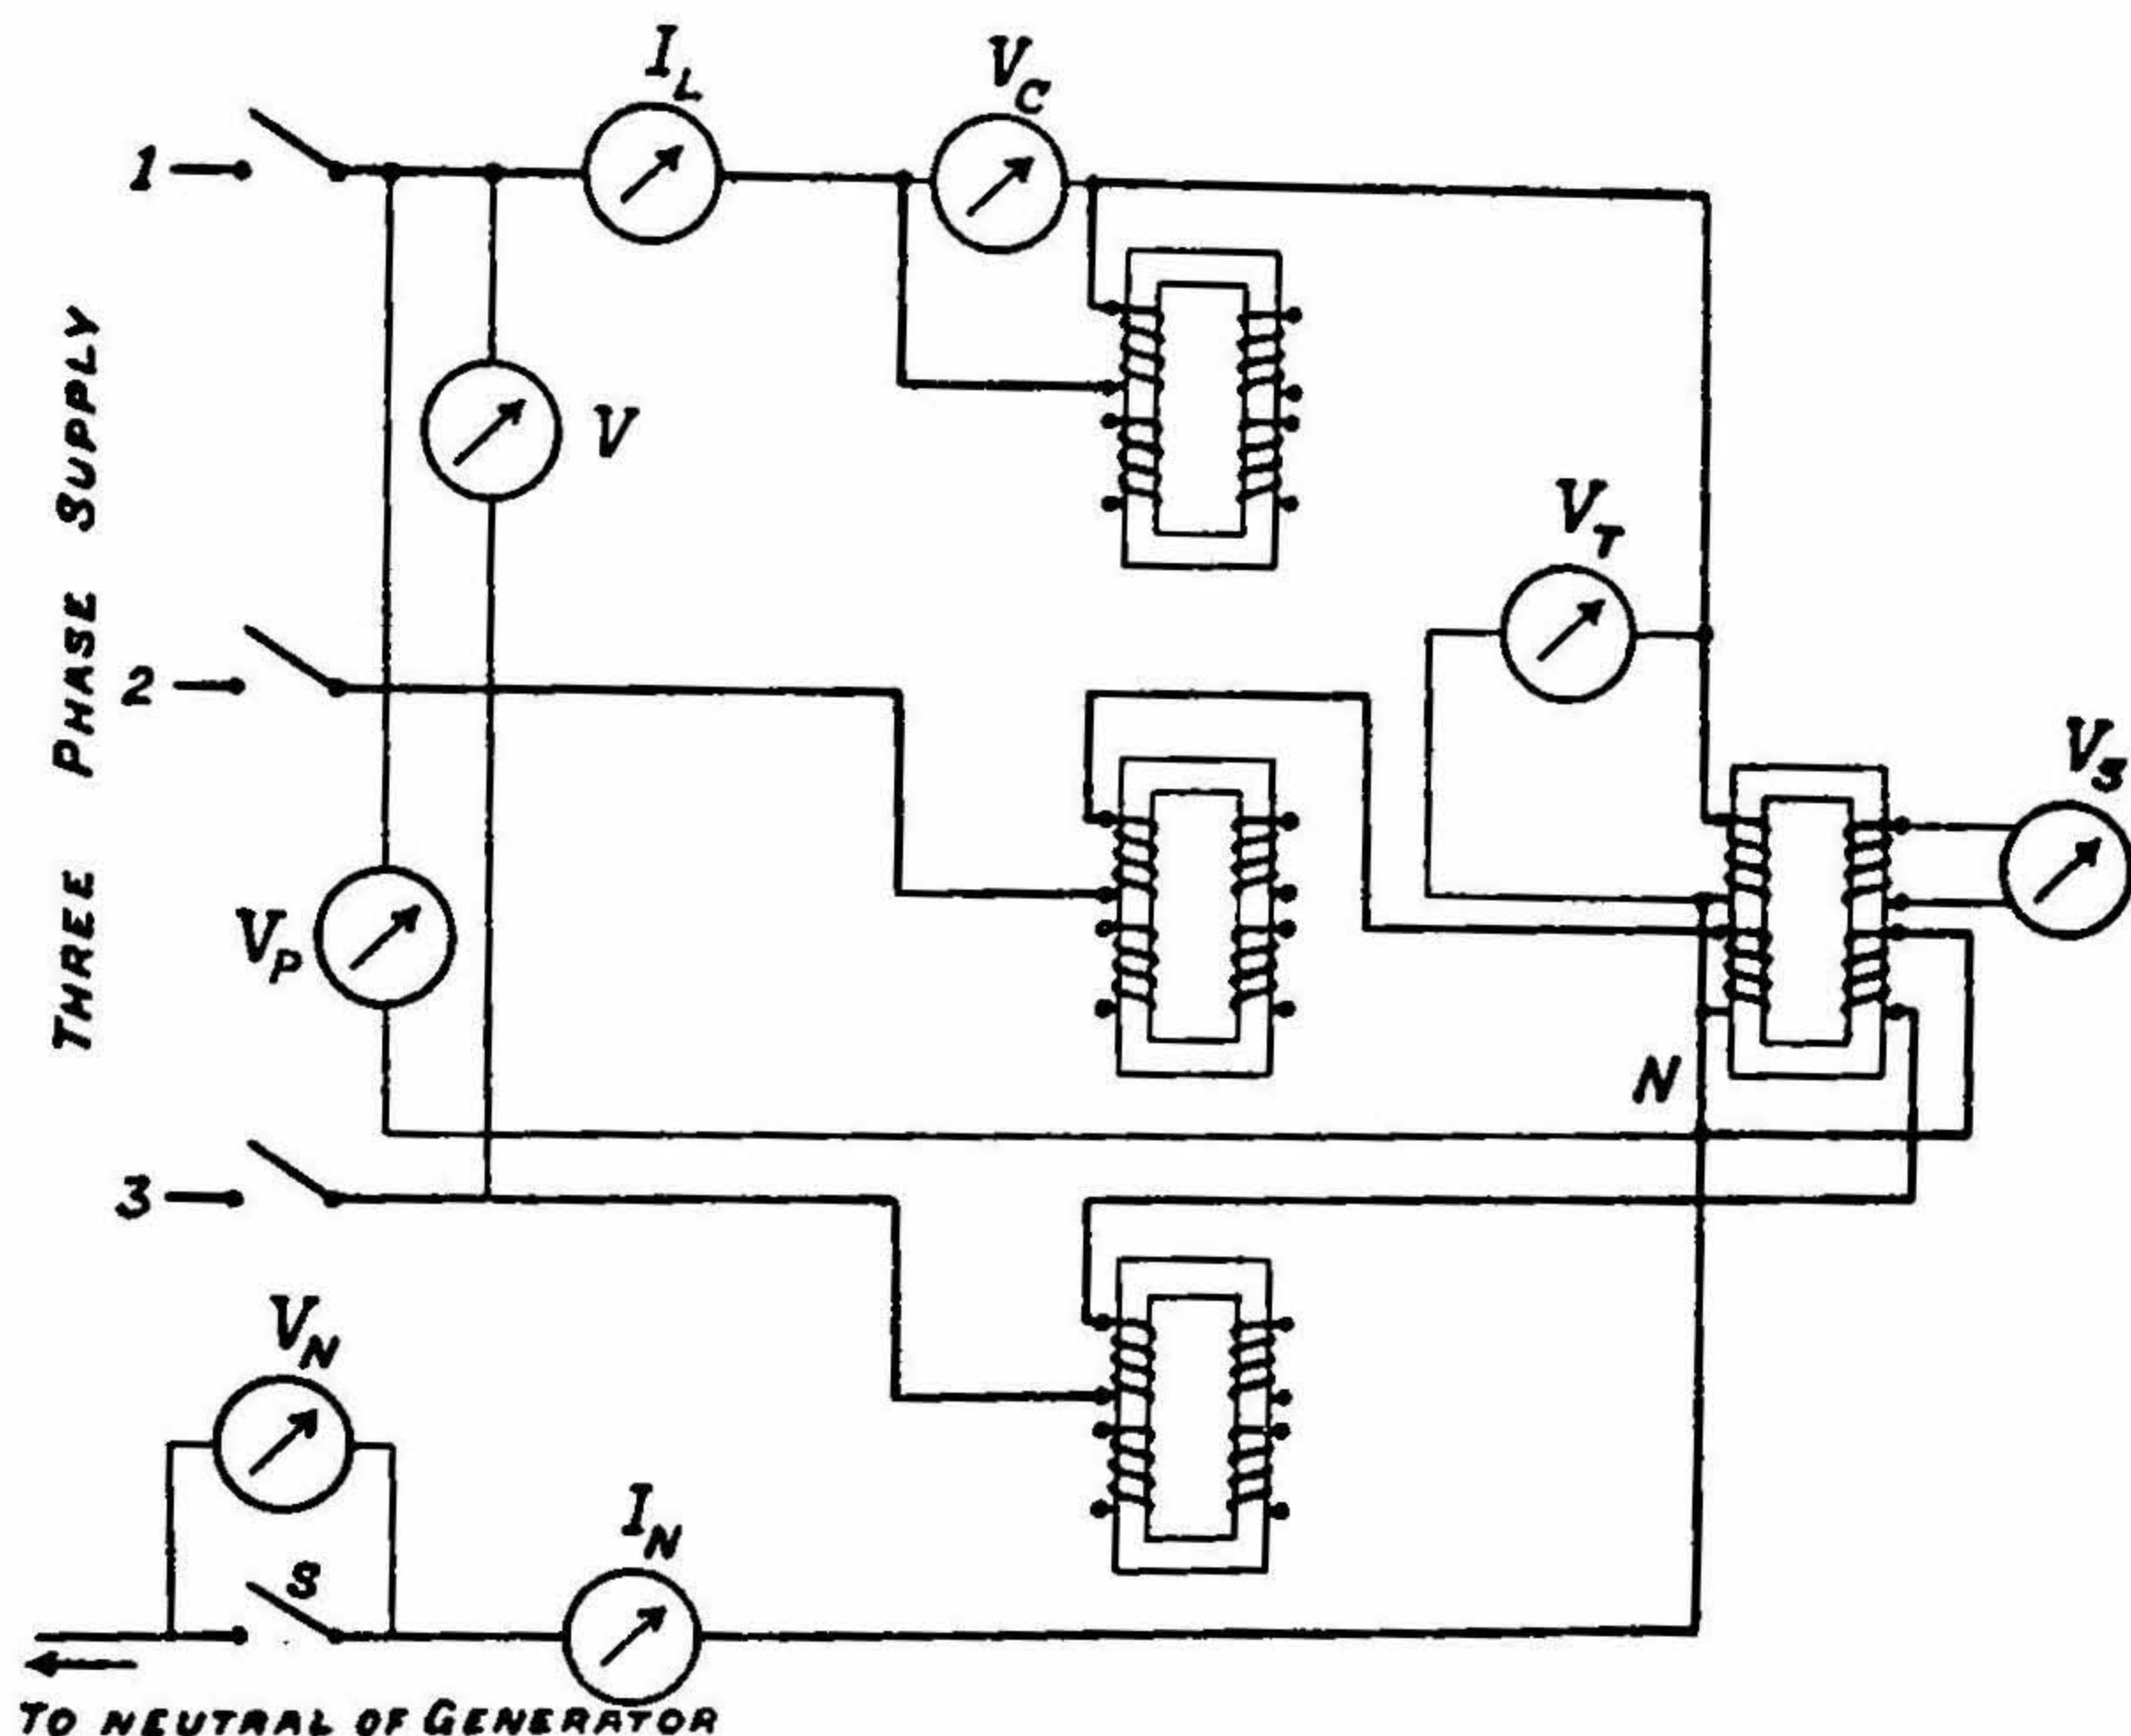 I_L
V_C
1
V
THREE PHASE SUPPLY
V_T
2
V_S
V_P
N
3
V_N
I_N
S
TO NEUTRAL OF GENERATOR